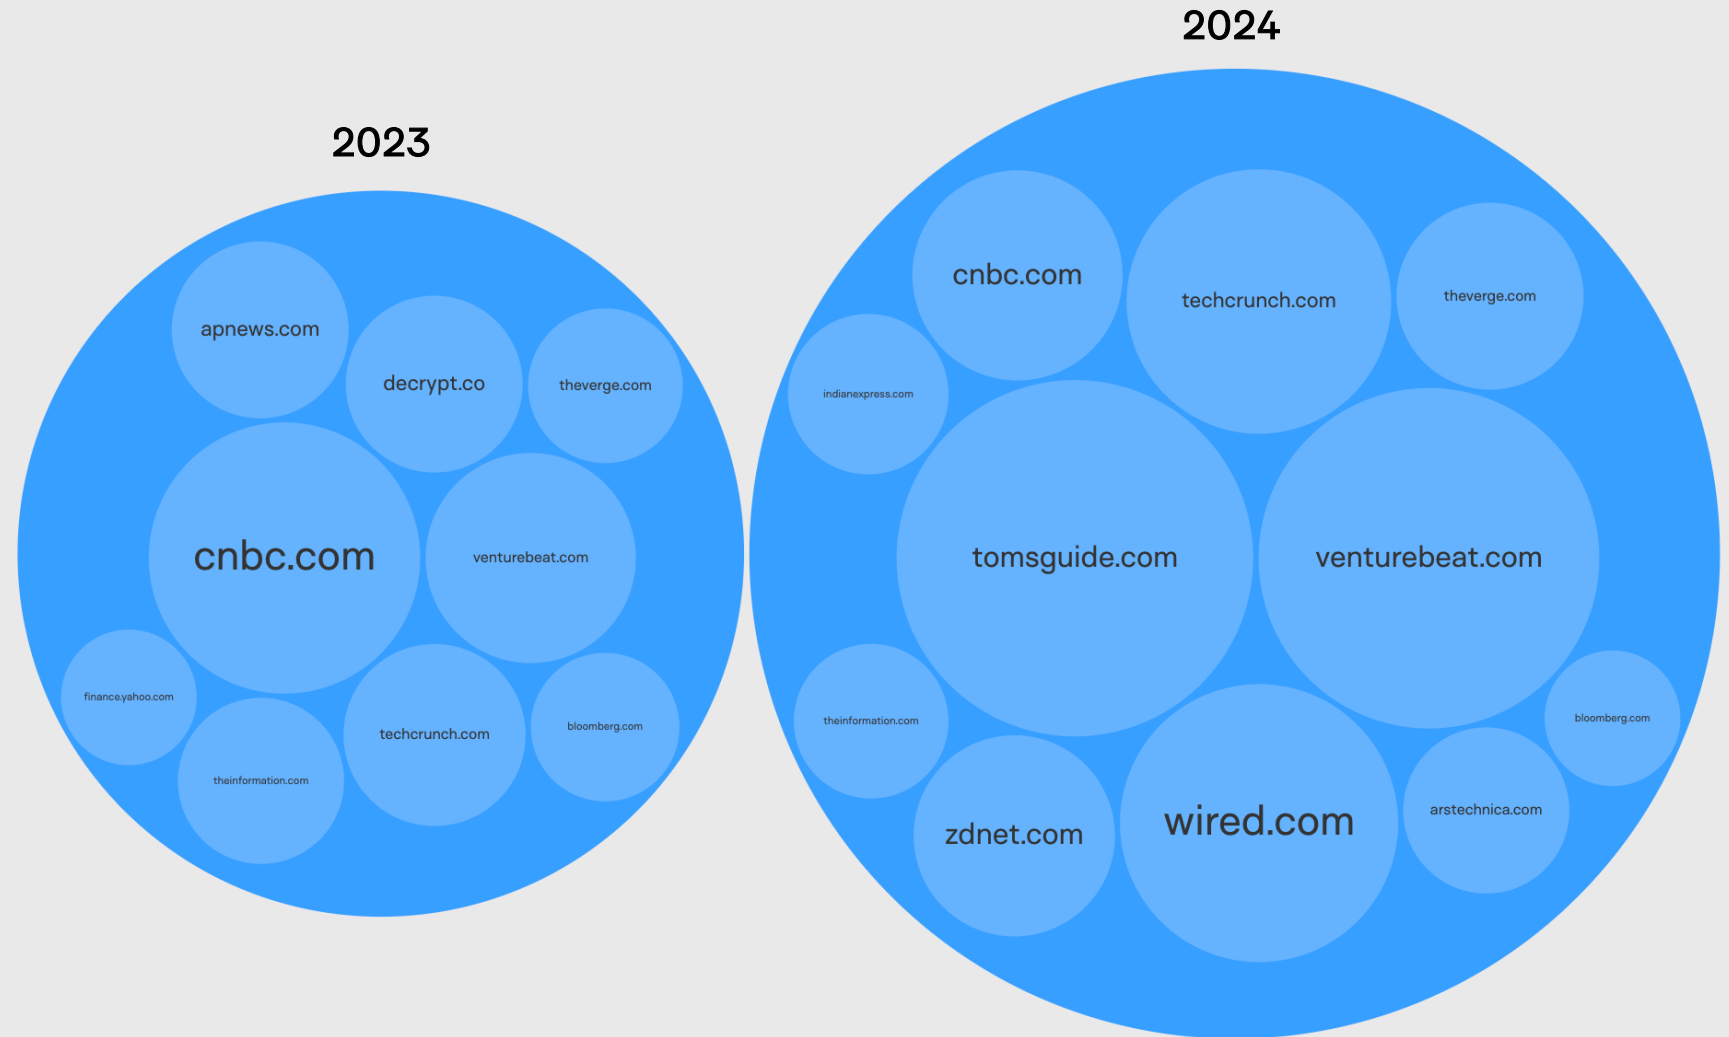 2023
apnews.com
decrypt.co
theverge.com
cnbc.com
venturebeat.com
finance.yahoo.com
bloomberg.com
techcrunch.com
theinformation.com
2024
cnbc.com
techcrunch.com
theverge.com
indianexpress.com
tomsguide.com
venturebeat.com
theinformation.com
bloomberg.com
arstechnica.com
wired.com
zdnet.com